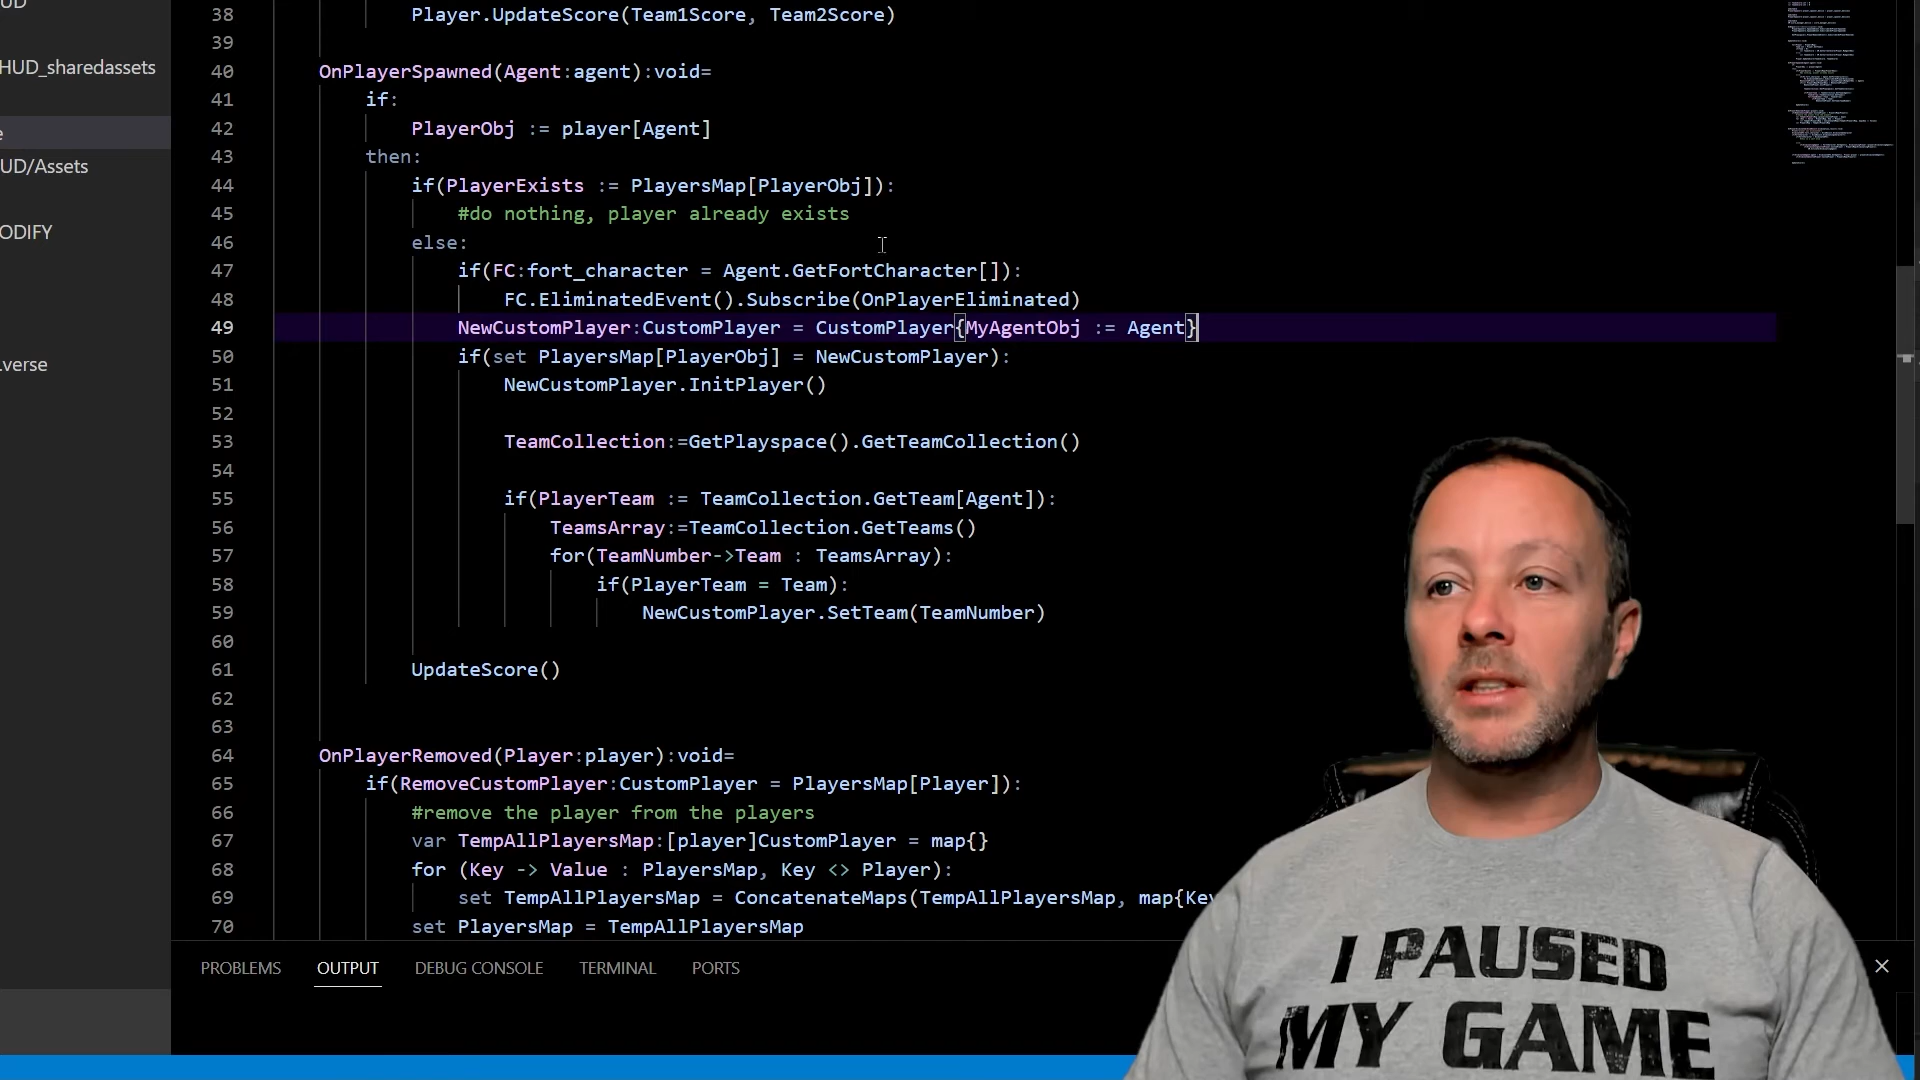 UD
HUD_sharedassets
e
UD/Assets
ODIFY
.verse
38 Player.UpdateScore(Team1Score, Team2Score)
39
40 OnPlayerSpawned(Agent:agent):void=
41 if:
42 PlayerObj := player[Agent]
43 then:
44 if(PlayerExists := PlayersMap[PlayerObj]):
45 #do nothing, player already exists
46 else:
47 if(FC:fort_character = Agent.GetFortCharacter[]):
48 FC.EliminatedEvent().Subscribe(OnPlayerEliminated)
49 NewCustomPlayer:CustomPlayer = CustomPlayer{MyAgentObj := Agent}
50 if(set PlayersMap[PlayerObj] = NewCustomPlayer):
51 NewCustomPlayer.InitPlayer()
52
53 TeamCollection:=GetPlayspace().GetTeamCollection()
54
55 if(PlayerTeam := TeamCollection.GetTeam[Agent]):
56 TeamsArray:=TeamCollection.GetTeams()
57 for(TeamNumber->Team : TeamsArray):
58 if(PlayerTeam = Team):
59 NewCustomPlayer.SetTeam(TeamNumber)
60
61 UpdateScore()
62
63
64 OnPlayerRemoved(Player:player):void=
65 if(RemoveCustomPlayer:CustomPlayer = PlayersMap[Player]):
66 #remove the player from the players
67 var TempAllPlayersMap:[player]CustomPlayer = map{}
68 for (Key -> Value : PlayersMap, Key <> Player):
69 set TempAllPlayersMap = ConcatenateMaps(TempAllPlayersMap, map{Key
70 set PlayersMap = TempAllPlayersMap
PROBLEMS OUTPUT DEBUG CONSOLE TERMINAL PORTS
I PAUSED
MY GAME